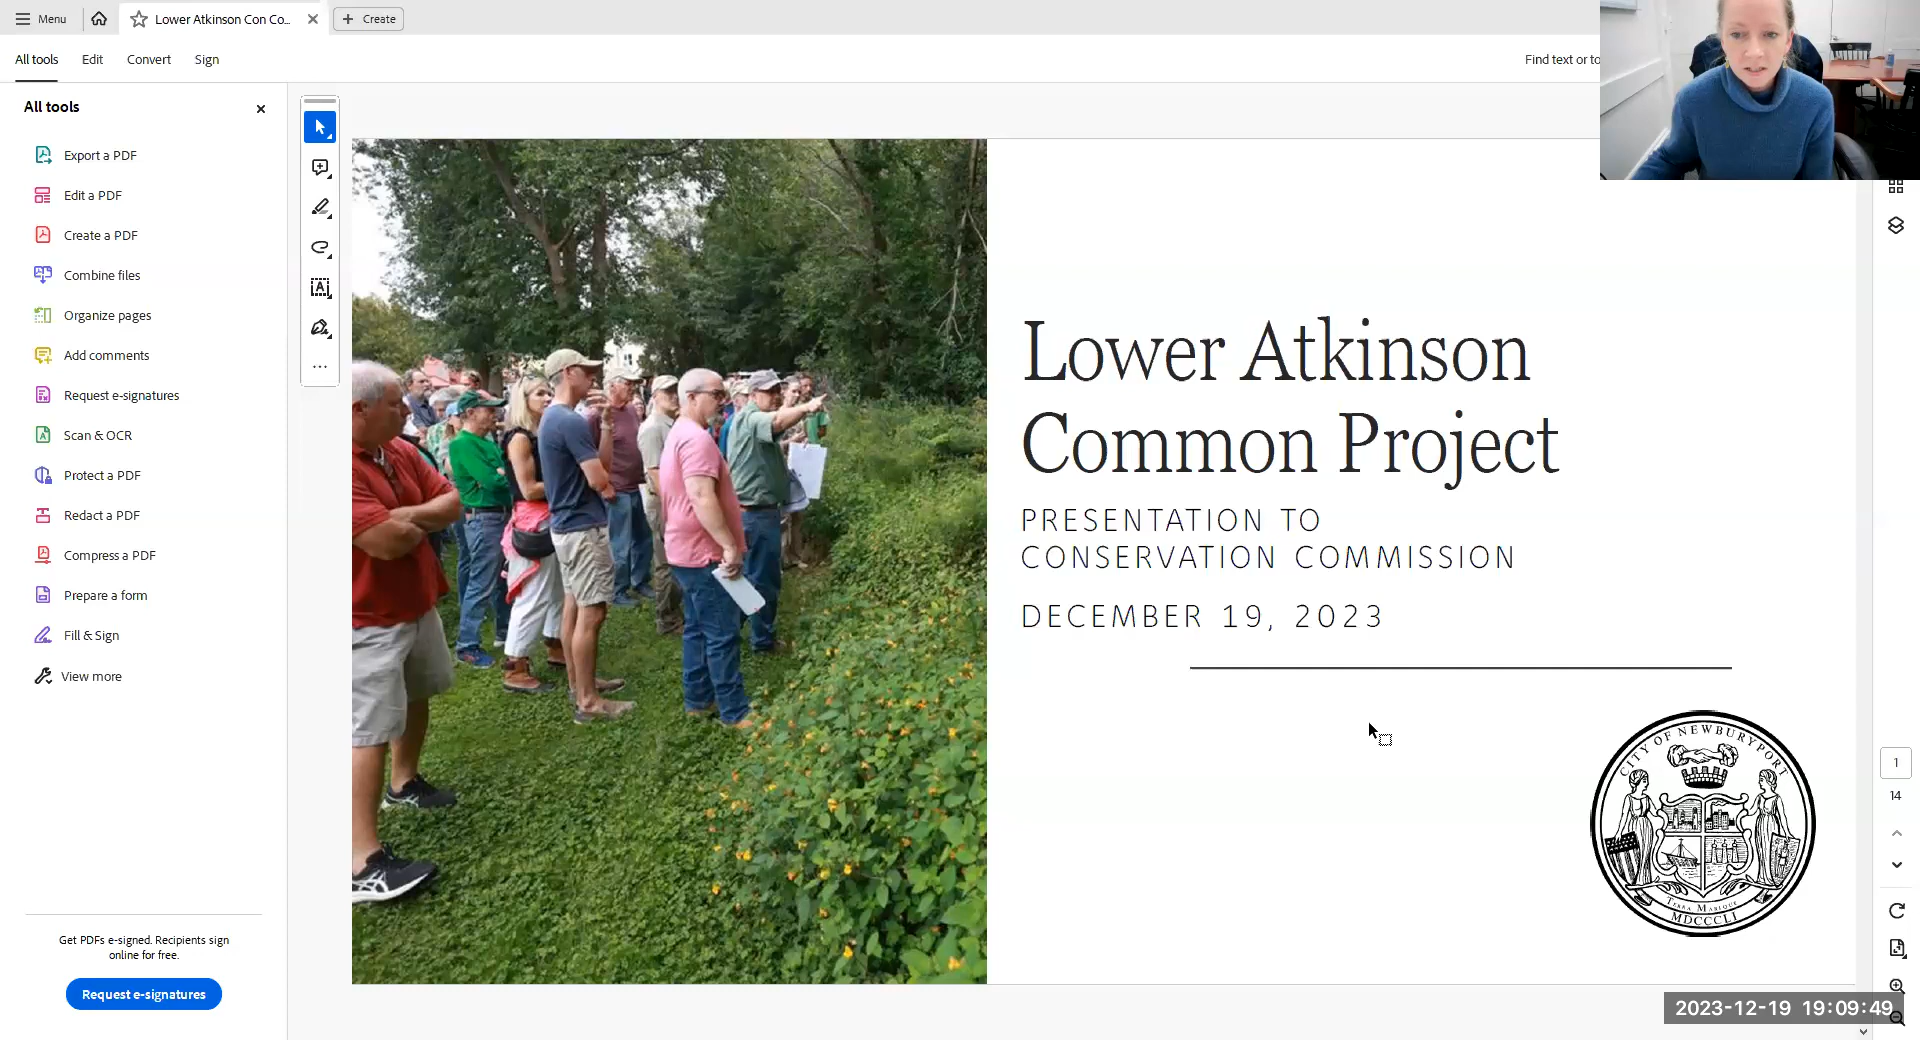 Menu
Lower Atkinson Con Co...
Create
All tools
Edit
Convert
Sign
Find text or to
All tools
Export a PDF
Edit a PDF
Create a PDF
Combine files
Organize pages
Add comments
Request e-signatures
Scan & OCR
Protect a PDF
Redact a PDF
Compress a PDF
Prepare a form
Fill & Sign
View more
Get PDFs e-signed. Recipients sign
online for free.
Request e-signatures
Lower Atkinson
Common Project
PRESENTATION TO
CONSERVATION COMMISSION
DECEMBER 19, 2023
CITY OF NEWBURYPORT
TERRA MARIQUE
MDCCCLI
1
14
2023-12-19 19:09:49